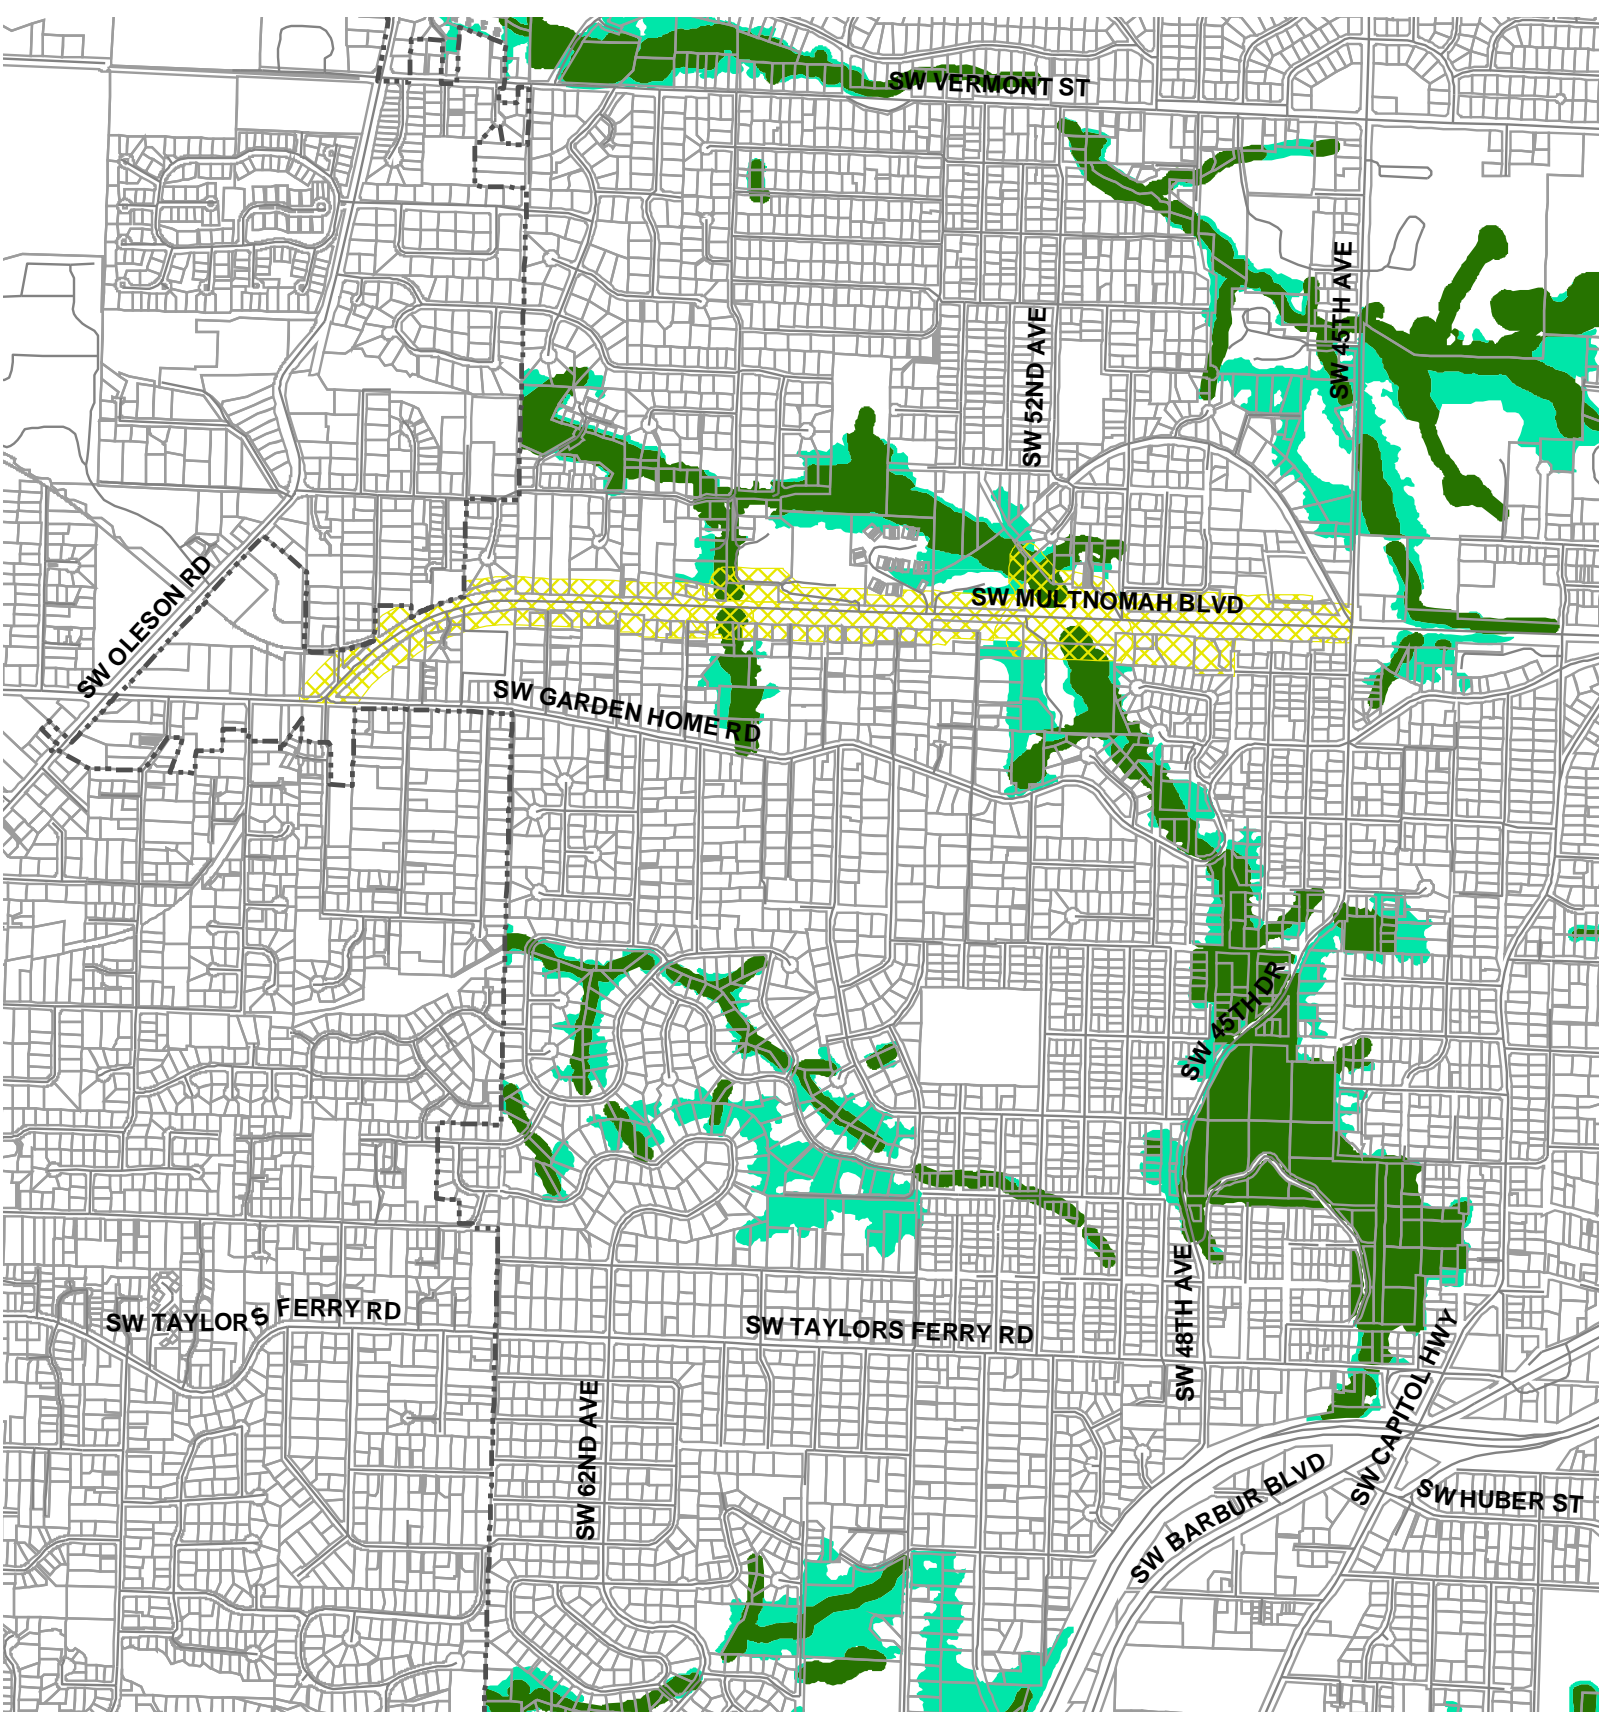 SW VERMONT ST
SW 45TH AVE
SW 52ND AVE
SW OLESON RD
SW MULTNOMAH BLVD
SW GARDEN HOME RD
SW 45TH DR
SW TAYLORS FERRY RD
SW TAYLORS FERRY RD
SW 48TH AVE
SW CAPITOL HWY
SW 62ND AVE
SW BARBUR BLVD
SW HUBER ST